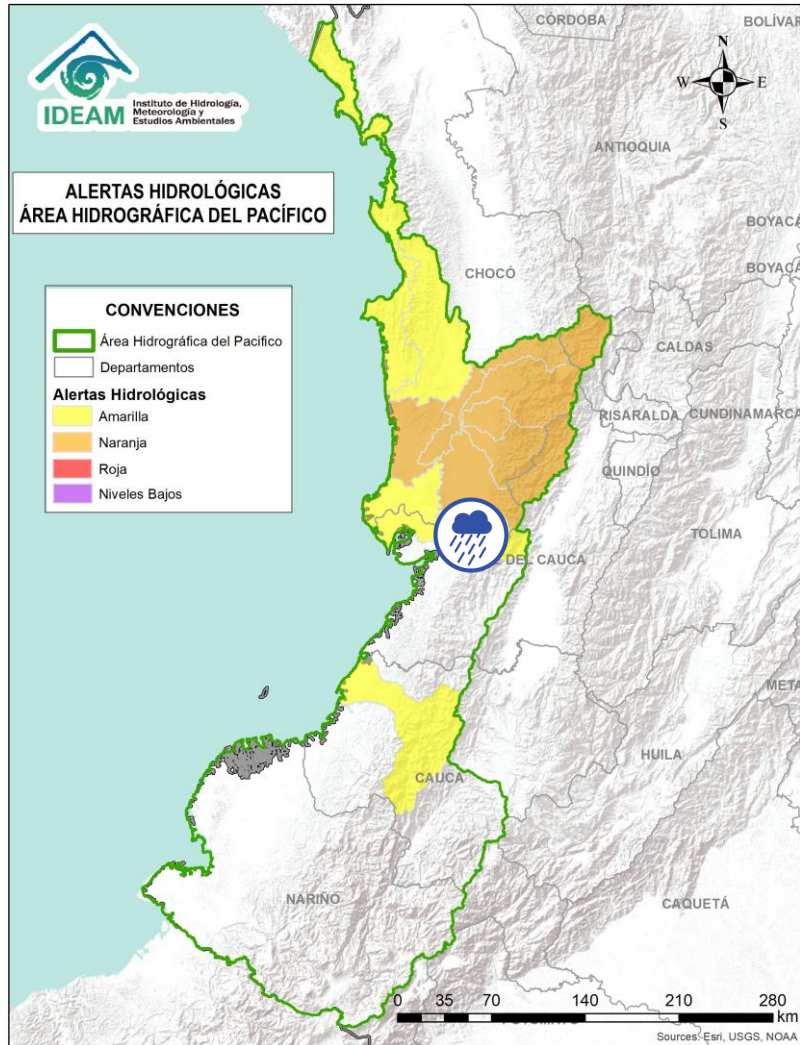 CÓRDOBA
BOLÍVAR
N
W
E
S
IDEAM
Instituto de Hidrología,
Meteorología y
Estudios Ambientales
ANTIOQUIA
ALERTAS HIDROLÓGICAS
ÁREA HIDROGRÁFICA DEL PACÍFICO
BOYACÁ
CHOCÓ
BOYACÁ
CONVENCIONES
Área Hidrográfica del Pacifico
Departamentos
Alertas Hidrológicas
Amarilla
Naranja
Roja
Niveles Bajos
CALDAS
RISARALDA
CUNDINAMARCA
QUINDÍO
TOLIMA
DEL CAUCA
META
HUILA
CAUCA
NARIÑO
CAQUETÁ
0 35 70 140 210 280
km
Sources: Esri, USGS, NOAA